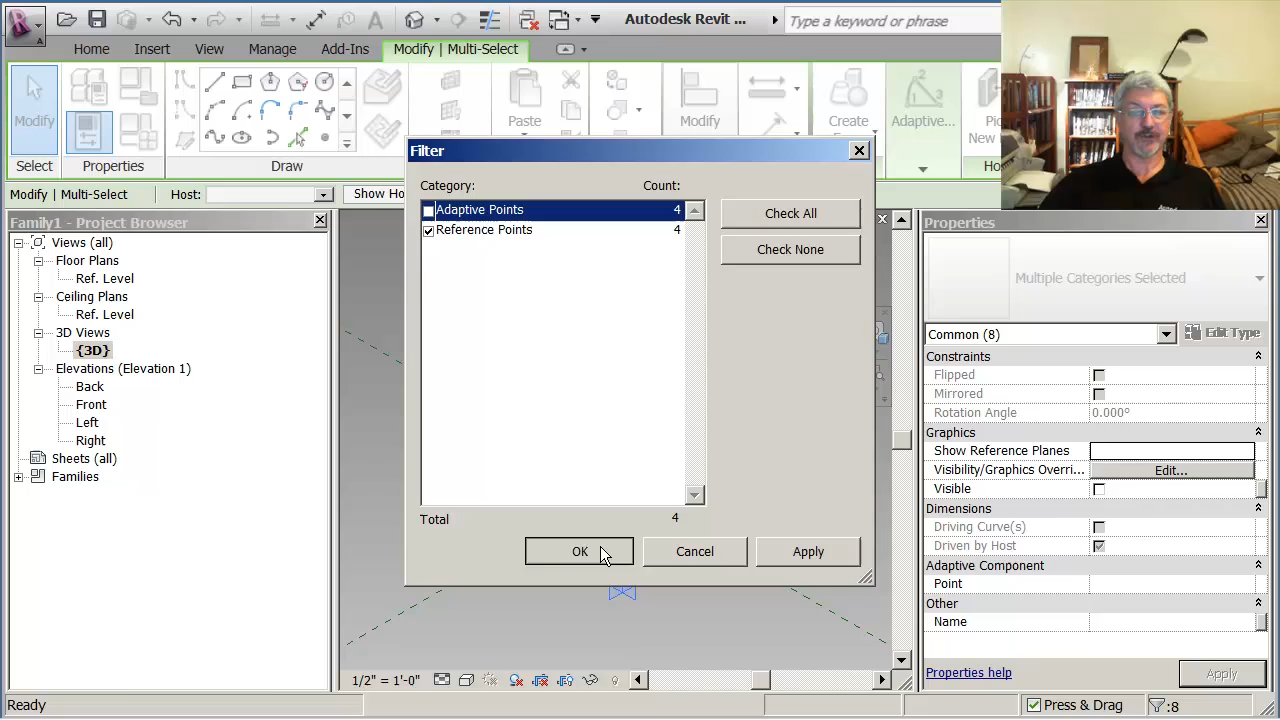 Autodesk Revit ...
Type a keyword or phrase
Home
Insert
View
Manage
Add-Ins
Modify | Multi-Select
Modify
Paste
Modify
Create
Adaptive...
New
Select
Properties
Draw
Modify | Multi-Select
Host:
Show Ho
Family1 - Project Browser
Views (all)
Floor Plans
Ref. Level
Ceiling Plans
Ref. Level
3D Views
{3D}
Elevations (Elevation 1)
Back
Front
Left
Right
Sheets (all)
Families
Filter
Category:
Count:
Adaptive Points
4
Reference Points
4
Check All
Check None
Total
4
OK
Cancel
Apply
Properties
Multiple Categories Selected
Common (8)
Edit Type
Constraints
Flipped
Mirrored
Rotation Angle
0.000°
Graphics
Show Reference Planes
Visibility/Graphics Overri...
Edit...
Visible
Dimensions
Driving Curve(s)
Driven by Host
Adaptive Component
Point
Other
Name
Properties help
Apply
1/2" = 1'-0"
Ready
Press & Drag
:8